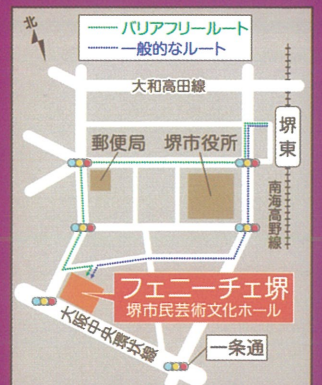 北
バリアフリールート
一般的なルート
大和高田線
郵便局
堺市役所
堺東
南海高野線
フェニーチェ堺
堺市民芸術文化ホール
大阪中央環状線
一条通